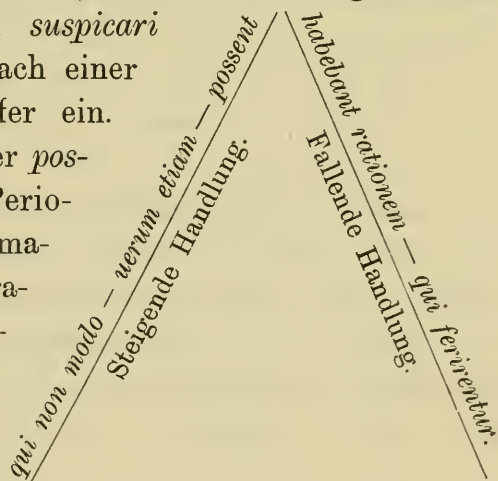 suspicari
ach einer
fer ein.
er pos-
Perio-
ma-
ra-
-
qui non modo — uerum etiam — possent
Steigende Handlung.
habebant rationem — qui ferirentur.
Fallende Handlung.